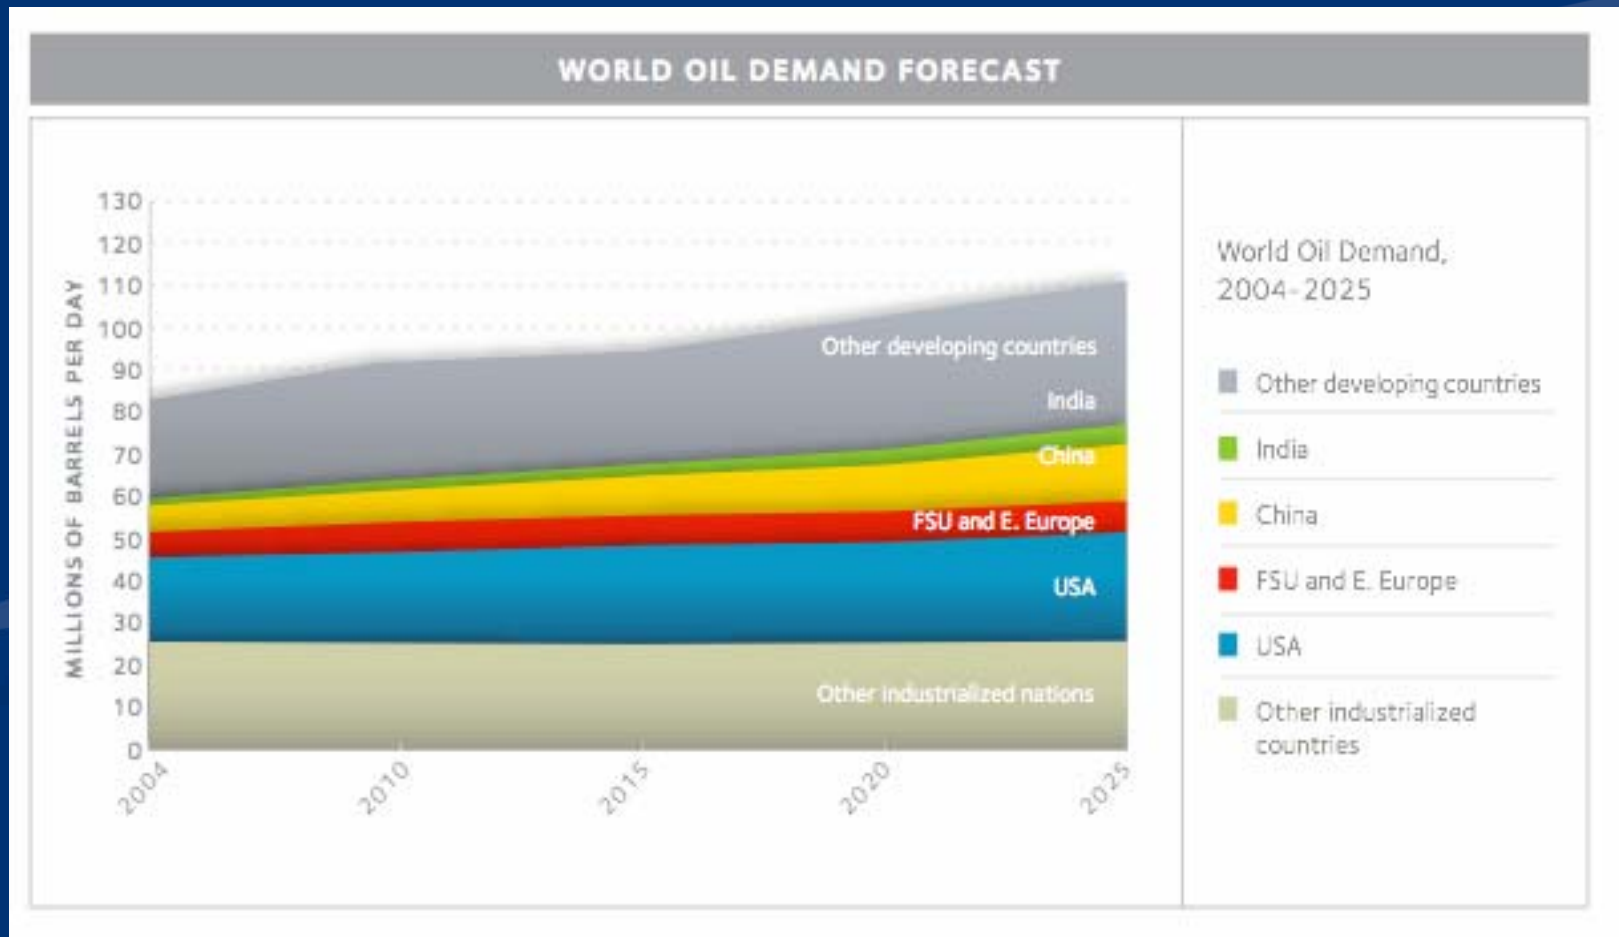 WORLD OIL DEMAND FORECAST
MILLIONS OF BARRELS PER DAY
130
120
110
100
90
80
70
60
50
40
30
20
10
0
2004
2010
2015
2020
2025
Other developing countries
India
China
FSU and E. Europe
USA
Other industrialized nations
World Oil Demand,
2004-2025
Other developing countries
India
China
FSU and E. Europe
USA
Other industrialized
countries